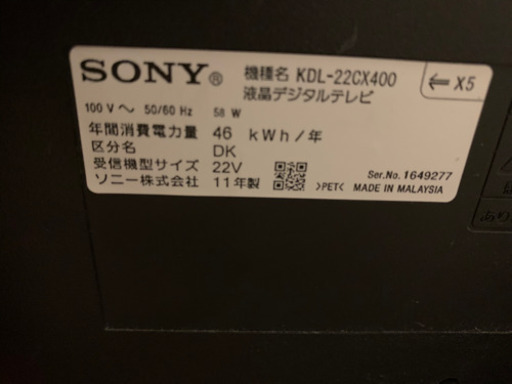 SONY® 機種名 KDL-22CX400 ⇐ X5
液晶デジタルテレビ
100 V～ 50/60 Hz 58 W
年間消費電力量 46 kWh/年
区分名 DK
受信機型サイズ 22V
ソニー株式会社 11年製 >PET< MADE IN MALAYSIA
Ser.No. 1649277
あり